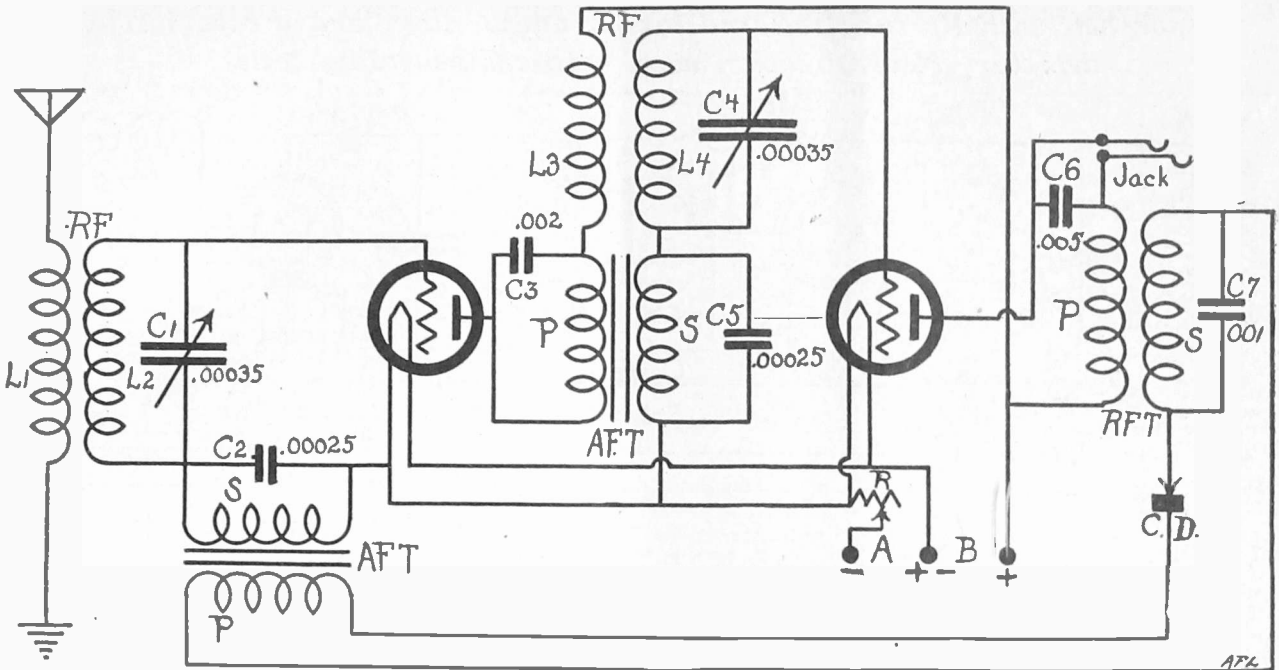 RF
C4
.00035
L3
L4
C6
Jack
.005
RF
.002
C3
C1
L2
.00035
L1
P
S
C5
.00025
P
S
C7
.001
AFT
RFT
C2
.00025
S
R
C.D.
AFT
A
B
-
+
-
+
P
AFL